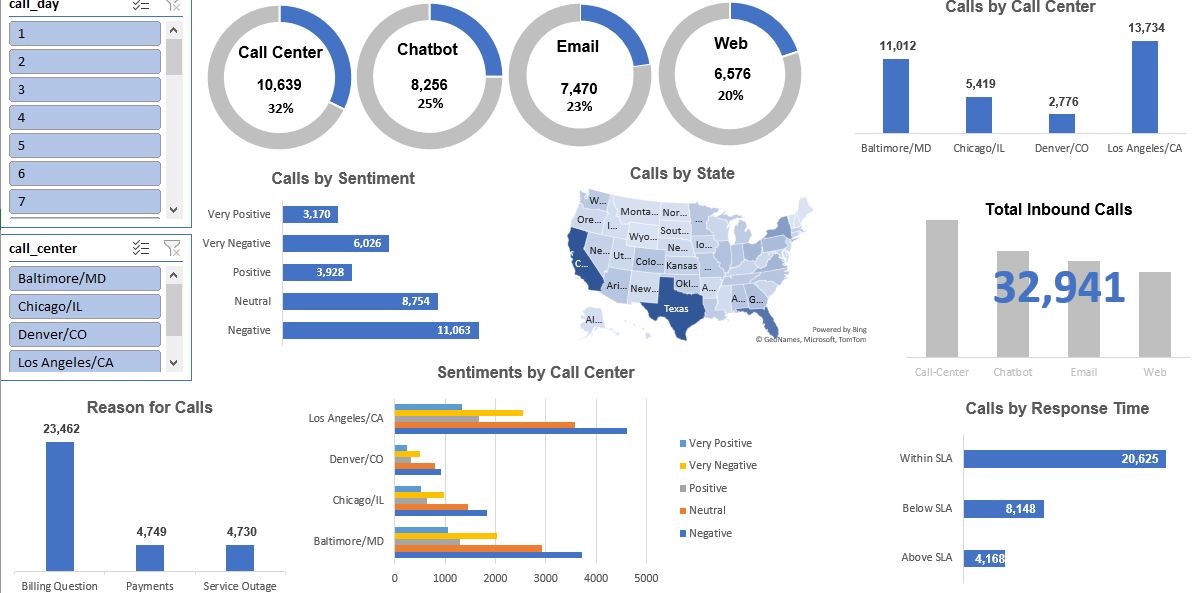 call_day
1
2
3
4
5
6
7
call_center
Baltimore/MD
Chicago/IL
Denver/CO
Los Angeles/CA
Call Center
10,639
32%
Chatbot
8,256
25%
Email
7,470
23%
Web
6,576
20%
Calls by Call Center
11,012
5,419
2,776
13,734
Baltimore/MD
Chicago/IL
Denver/CO
Los Angeles/CA
Calls by Sentiment
Very Positive
3,170
Very Negative
6,026
Positive
3,928
Neutral
8,754
Negative
11,063
Calls by State
W...
Monta...
Nor...
...
Ore...
I...
Sout...
Wyo...
Ne...
Io...
Ne...
Ut...
Colo...
Kansas
...
C...
Ari...
New...
Okl...
A...
A...
G...
Texas
Al...
Powered by Bing
© GeoNames, Microsoft, TomTom
Total Inbound Calls
32,941
Call-Center
Chatbot
Email
Web
Reason for Calls
23,462
4,749
4,730
Billing Question
Payments
Service Outage
Sentiments by Call Center
Los Angeles/CA
Denver/CO
Chicago/IL
Baltimore/MD
0
1000
2000
3000
4000
5000
Very Positive
Very Negative
Positive
Neutral
Negative
Calls by Response Time
Within SLA
20,625
Below SLA
8,148
Above SLA
4,168